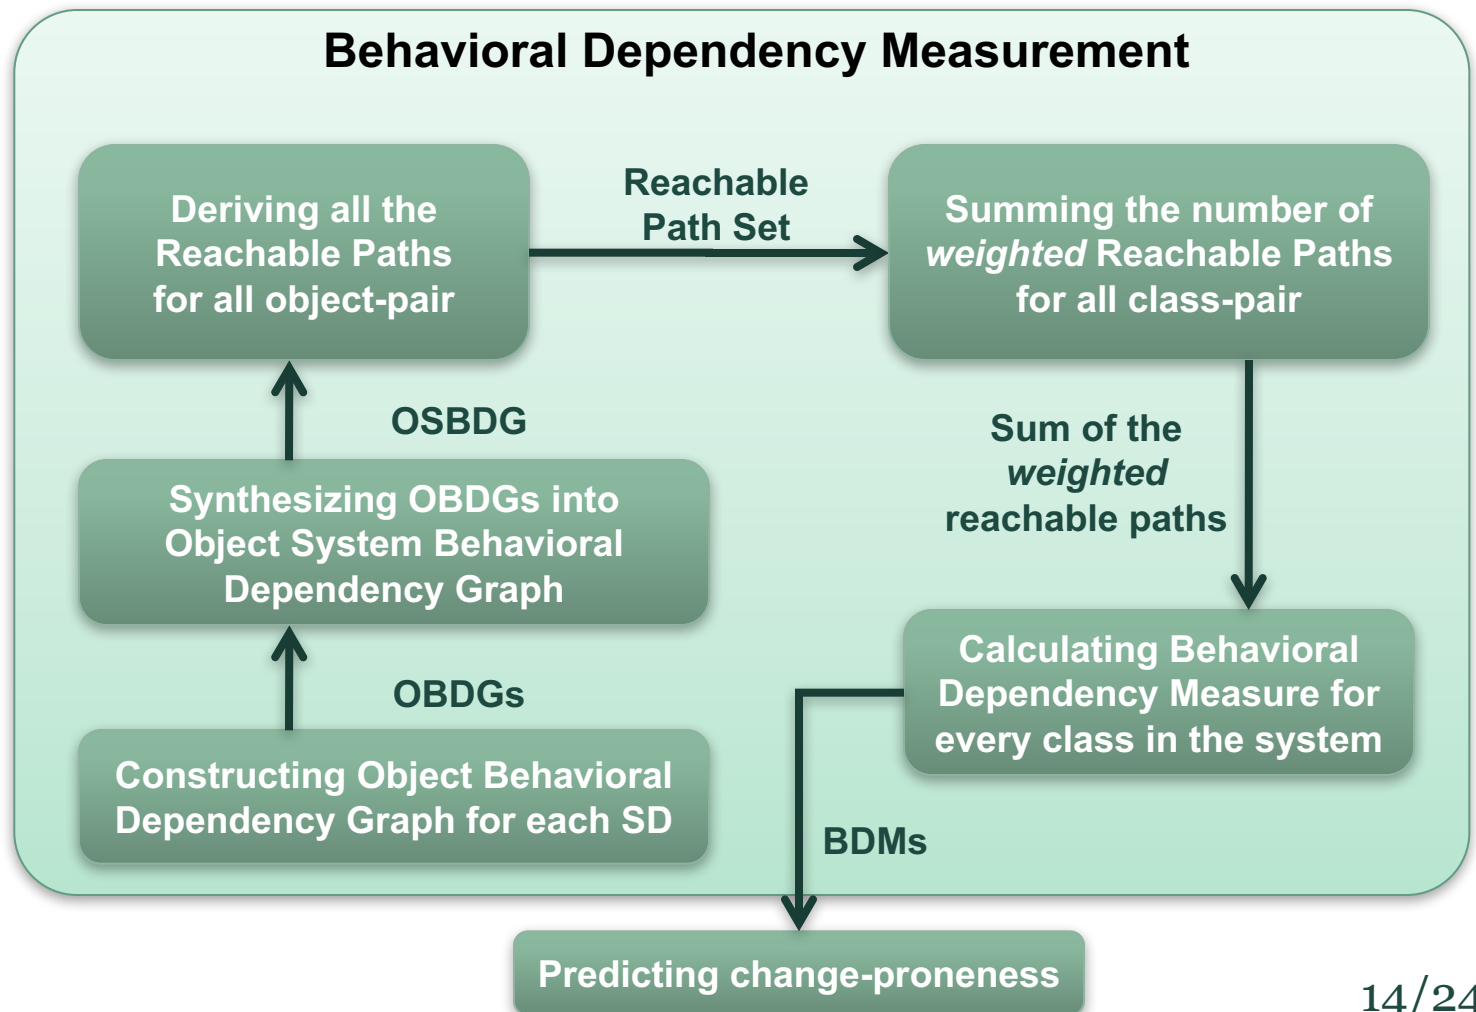 Behavioral Dependency Measurement
Deriving all the
Reachable Paths
for all object-pair
Reachable
Path Set
Summing the number of
weighted Reachable Paths
for all class-pair
OSBDG
Sum of the
weighted
reachable paths
Synthesizing OBDGs into
Object System Behavioral
Dependency Graph
OBDGs
Calculating Behavioral
Dependency Measure for
every class in the system
Constructing Object Behavioral
Dependency Graph for each SD
BDMs
Predicting change-proneness
14/24